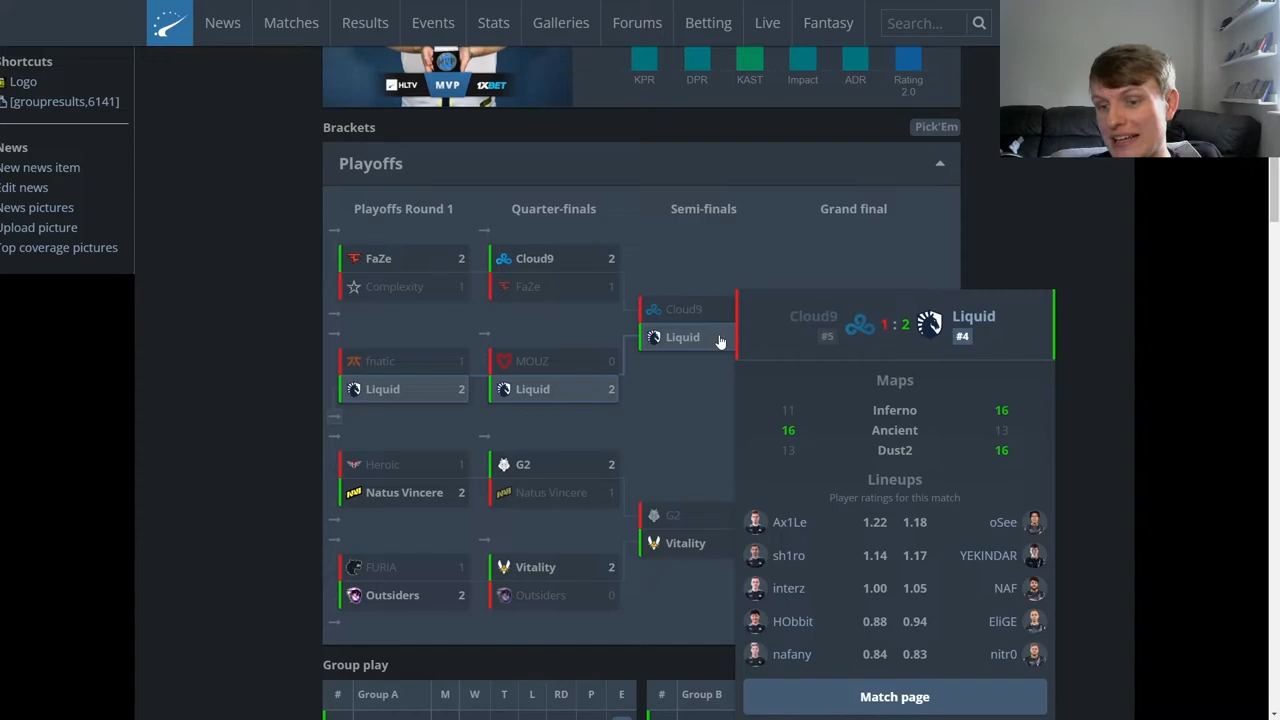 News Matches Results Events Stats Galleries Forums Betting Live Fantasy Search...
Shortcuts
Logo
[groupresults,6141]
News
New news item
Edit news
News pictures
Upload picture
Top coverage pictures
HLTV MVP 1XBET
KPR DPR KAST Impact ADR Rating 2.0
Brackets Pick'Em
Playoffs
Playoffs Round 1 Quarter-finals Semi-finals Grand final
FaZe 2
Complexity 1
Cloud9 2
FaZe 1
Cloud9
Liquid
fnatic 1
Liquid 2
MOUZ 0
Liquid 2
Heroic 1
Natus Vincere 2
G2 2
Natus Vincere 1
G2
Vitality
FURIA 1
Outsiders 2
Vitality 2
Outsiders 0
Cloud9 1 : 2 Liquid
#5 #4
Maps
11 Inferno 16
16 Ancient 13
13 Dust2 16
Lineups
Player ratings for this match
Ax1Le 1.22 1.18 oSee
sh1ro 1.14 1.17 YEKINDAR
interz 1.00 1.05 NAF
HObbit 0.88 0.94 EliGE
nafany 0.84 0.83 nitr0
Match page
Group play
# Group A M W T L RD P E
# Group B